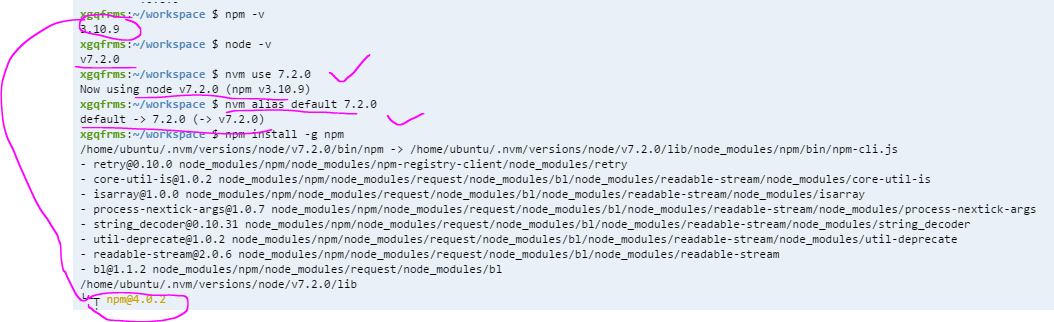 xgqfrms:~/workspace $ npm -v
3.10.9
xgqfrms:~/workspace $ node -v
v7.2.0
xgqfrms:~/workspace $ nvm use 7.2.0
Now using node v7.2.0 (npm v3.10.9)
xgqfrms:~/workspace $ nvm alias default 7.2.0
default -> 7.2.0 (-> v7.2.0)
xgqfrms:~/workspace $ npm install -g npm
/home/ubuntu/.nvm/versions/node/v7.2.0/bin/npm -> /home/ubuntu/.nvm/versions/node/v7.2.0/lib/node_modules/npm/bin/npm-cli.js
- retry@0.10.0 node_modules/npm/node_modules/npm-registry-client/node_modules/retry
- core-util-is@1.0.2 node_modules/npm/node_modules/request/node_modules/bl/node_modules/readable-stream/node_modules/core-util-is
- isarray@1.0.0 node_modules/npm/node_modules/request/node_modules/bl/node_modules/readable-stream/node_modules/isarray
- process-nextick-args@1.0.7 node_modules/npm/node_modules/request/node_modules/bl/node_modules/readable-stream/node_modules/process-nextick-args
- string_decoder@0.10.31 node_modules/npm/node_modules/request/node_modules/bl/node_modules/readable-stream/node_modules/string_decoder
- util-deprecate@1.0.2 node_modules/npm/node_modules/request/node_modules/bl/node_modules/readable-stream/node_modules/util-deprecate
- readable-stream@2.0.6 node_modules/npm/node_modules/request/node_modules/bl/node_modules/readable-stream
- bl@1.1.2 node_modules/npm/node_modules/request/node_modules/bl
/home/ubuntu/.nvm/versions/node/v7.2.0/lib
└─┬ npm@4.0.2